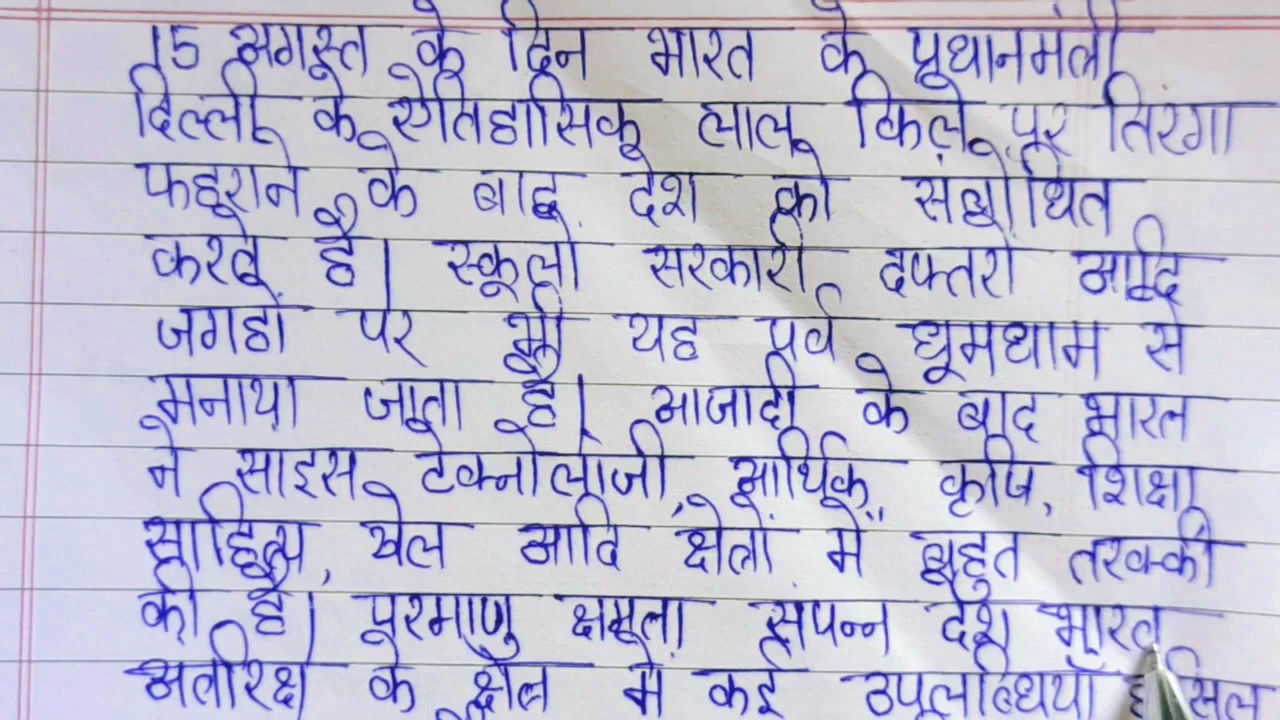 15 अगस्त के दिन भारत के प्रधानमंत्री
दिल्ली के ऐतिहासिक लाल किले पर तिरंगा
फहराने के बाद देश को संबोधित
करते है। स्कूलों सरकारी दफ्तरों आदि
जगहों पर भी यह पर्व धूमधाम से
मनाया जाता है। आजादी के बाद भारत
ने साइंस टेक्नोलॉजी, आर्थिक, कृषि, शिक्षा
साहित्य, खेल आदि क्षेत्रों में बहुत तरक्की
की है। परमाणु क्षमता संपन्न देश भारत
अतंरिक्ष के क्षेत्र में कई उपलब्धियाँ